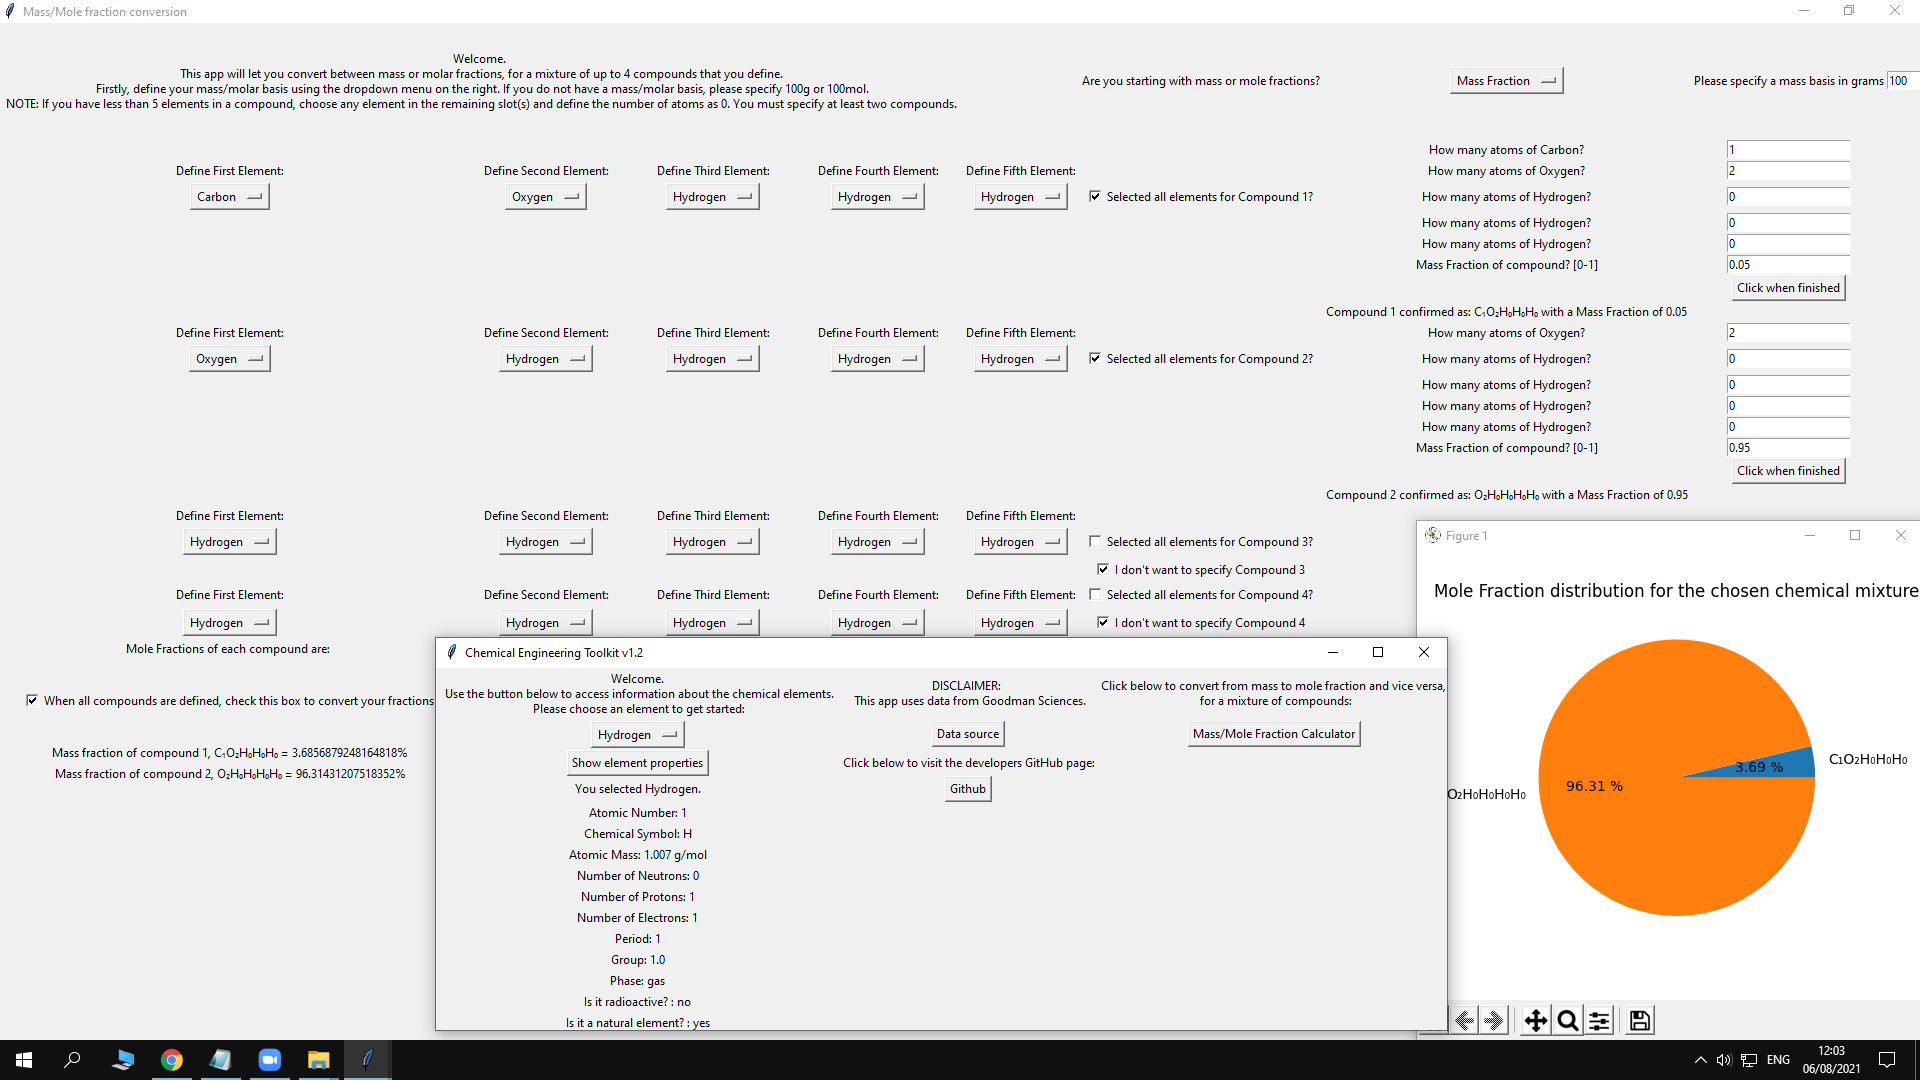 Mass/Mole fraction conversion
Welcome.
This app will let you convert between mass or molar fractions, for a mixture of up to 4 compounds that you define.
Firstly, define your mass/molar basis using the dropdown menu on the right. If you do not have a mass/molar basis, please specify 100g or 100mol.
NOTE: If you have less than 5 elements in a compound, choose any element in the remaining slot(s) and define the number of atoms as 0. You must specify at least two compounds.
Are you starting with mass or mole fractions?
Mass Fraction
Please specify a mass basis in grams 100
Define First Element: Define Second Element: Define Third Element: Define Fourth Element: Define Fifth Element:
Carbon Oxygen Hydrogen Hydrogen Hydrogen Selected all elements for Compound 1?
How many atoms of Carbon? 1
How many atoms of Oxygen? 2
How many atoms of Hydrogen? 0
How many atoms of Hydrogen? 0
How many atoms of Hydrogen? 0
Mass Fraction of compound? [0-1] 0.05
Click when finished
Compound 1 confirmed as: C₁O₂H₀H₀H₀ with a Mass Fraction of 0.05
Define First Element: Define Second Element: Define Third Element: Define Fourth Element: Define Fifth Element:
Oxygen Hydrogen Hydrogen Hydrogen Hydrogen Selected all elements for Compound 2?
How many atoms of Oxygen? 2
How many atoms of Hydrogen? 0
How many atoms of Hydrogen? 0
How many atoms of Hydrogen? 0
How many atoms of Hydrogen? 0
Mass Fraction of compound? [0-1] 0.95
Click when finished
Compound 2 confirmed as: O₂H₀H₀H₀H₀ with a Mass Fraction of 0.95
Define First Element: Define Second Element: Define Third Element: Define Fourth Element: Define Fifth Element:
Hydrogen Hydrogen Hydrogen Hydrogen Hydrogen Selected all elements for Compound 3?
I don't want to specify Compound 3
Define First Element: Define Second Element: Define Third Element: Define Fourth Element: Define Fifth Element: Selected all elements for Compound 4?
Hydrogen Hydrogen Hydrogen Hydrogen Hydrogen I don't want to specify Compound 4
Mole Fractions of each compound are:
When all compounds are defined, check this box to convert your fractions
Mass fraction of compound 1, C₁O₂H₀H₀H₀ = 3.6856879248164818%
Mass fraction of compound 2, O₂H₀H₀H₀H₀ = 96.31431207518352%
Chemical Engineering Toolkit v1.2
Welcome.
Use the button below to access information about the chemical elements.
Please choose an element to get started:
Hydrogen
Show element properties
You selected Hydrogen.
Atomic Number: 1
Chemical Symbol: H
Atomic Mass: 1.007 g/mol
Number of Neutrons: 0
Number of Protons: 1
Number of Electrons: 1
Period: 1
Group: 1.0
Phase: gas
Is it radioactive? : no
Is it a natural element? : yes
DISCLAIMER:
This app uses data from Goodman Sciences.
Data source
Click below to visit the developers GitHub page:
Github
Click below to convert from mass to mole fraction and vice versa,
for a mixture of compounds:
Mass/Mole Fraction Calculator
Figure 1
Mole Fraction distribution for the chosen chemical mixture
3.69 %
C₁O₂H₀H₀H₀
96.31 %
O₂H₀H₀H₀H₀
ENG
12:03
06/08/2021